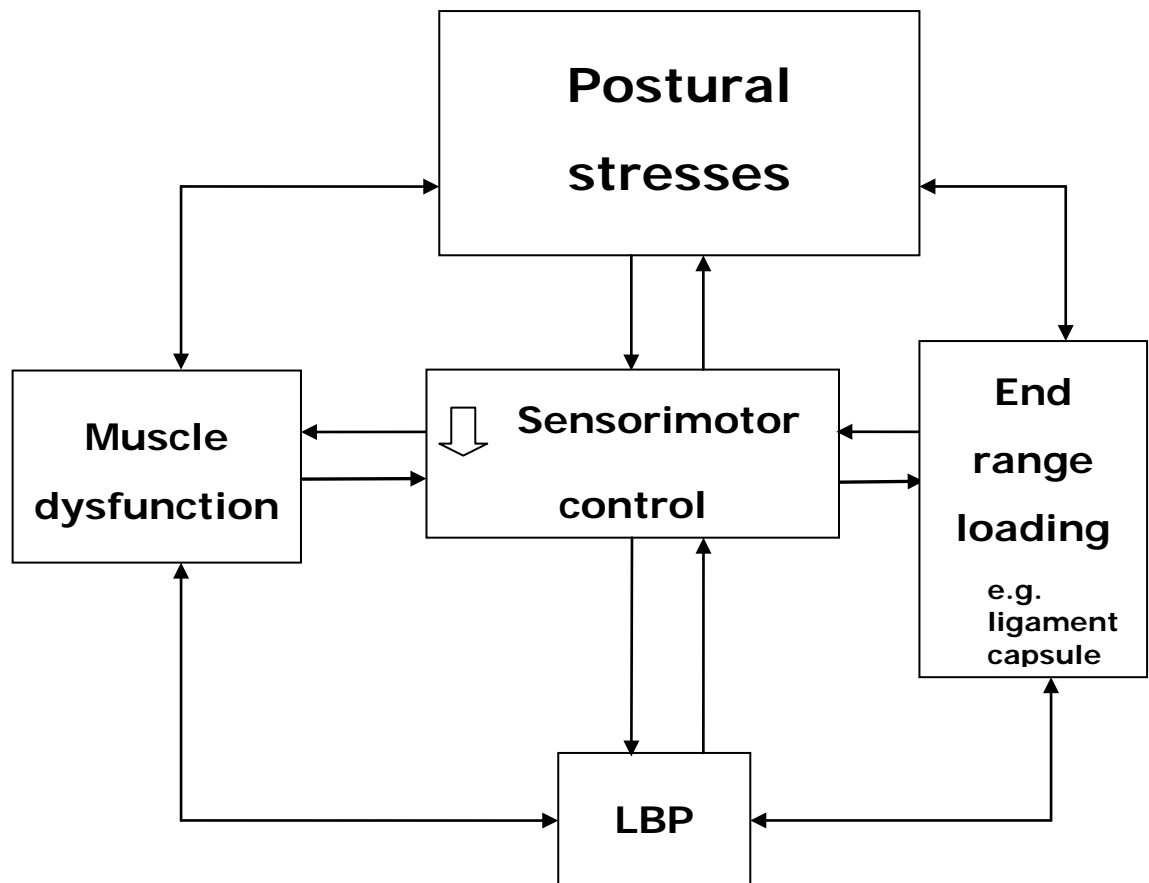 Postural
stresses
Muscle
dysfunction
Sensorimotor
control
End
range
loading
e.g.
ligament
capsule
LBP